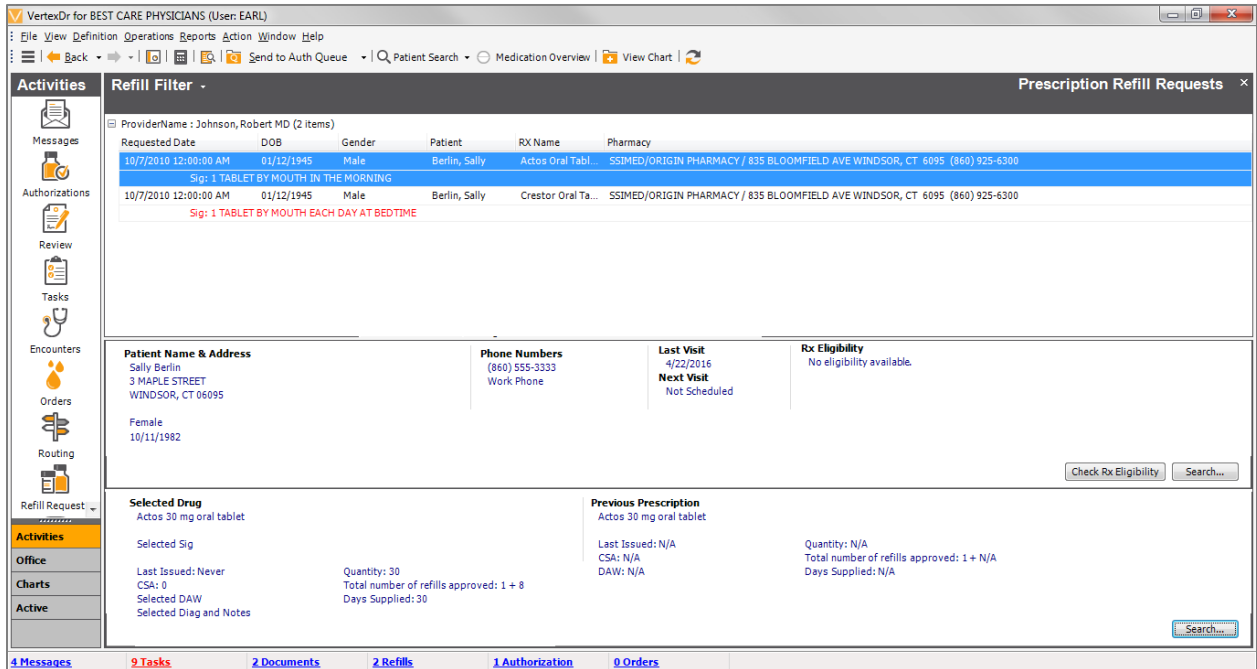 VertexDr for BEST CARE PHYSICIANS (User: EARL)
File View Definition Operations Reports Action Window Help
Back Send to Auth Queue Patient Search Medication Overview View Chart
Activities
Refill Filter
Prescription Refill Requests
Messages
Authorizations
Review
Tasks
Encounters
Orders
Routing
Refill Request
Activities
Office
Charts
Active
ProviderName : Johnson, Robert MD (2 items)
Requested Date DOB Gender Patient RX Name Pharmacy
10/7/2010 12:00:00 AM 01/12/1945 Male Berlin, Sally Actos Oral Tabl... SSIMED/ORIGIN PHARMACY / 835 BLOOMFIELD AVE WINDSOR, CT 6095 (860) 925-6300
Sig: 1 TABLET BY MOUTH IN THE MORNING
10/7/2010 12:00:00 AM 01/12/1945 Male Berlin, Sally Crestor Oral Ta... SSIMED/ORIGIN PHARMACY / 835 BLOOMFIELD AVE WINDSOR, CT 6095 (860) 925-6300
Sig: 1 TABLET BY MOUTH EACH DAY AT BEDTIME
Patient Name & Address
Sally Berlin
3 MAPLE STREET
WINDSOR, CT 06095
Female
10/11/1982
Phone Numbers
(860) 555-3333
Work Phone
Last Visit
4/22/2016
Next Visit
Not Scheduled
Rx Eligibility
No eligibility available.
Check Rx Eligibility Search...
Selected Drug
Actos 30 mg oral tablet
Selected Sig
Last Issued: Never Quantity: 30
CSA: 0 Total number of refills approved: 1 + 8
Selected DAW Days Supplied: 30
Selected Diag and Notes
Previous Prescription
Actos 30 mg oral tablet
Last Issued: N/A Quantity: N/A
CSA: N/A Total number of refills approved: 1 + N/A
DAW: N/A Days Supplied: N/A
Search...
4 Messages 9 Tasks 2 Documents 2 Refills 1 Authorization 0 Orders